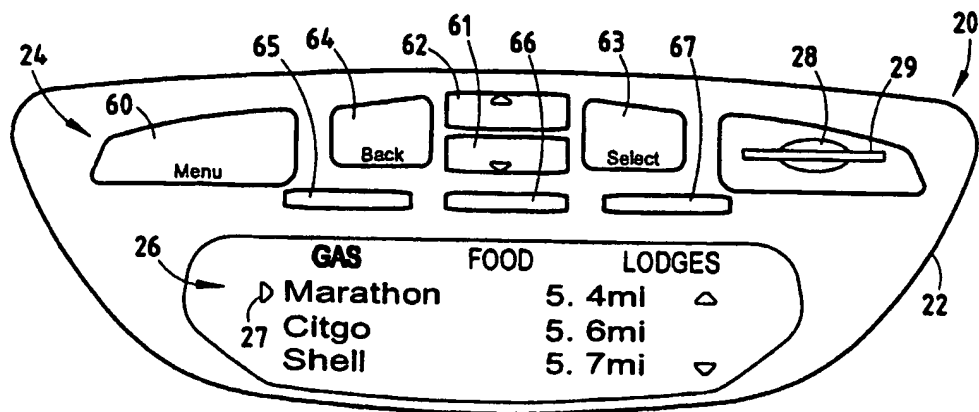 61
64 62 66 63 67 20
24 65 28 29
60
Back
Menu Select
GAS FOOD LODGES
26
Marathon 5. 4mi
22
27 Citgo 5. 6mi
Shell 5. 7mi